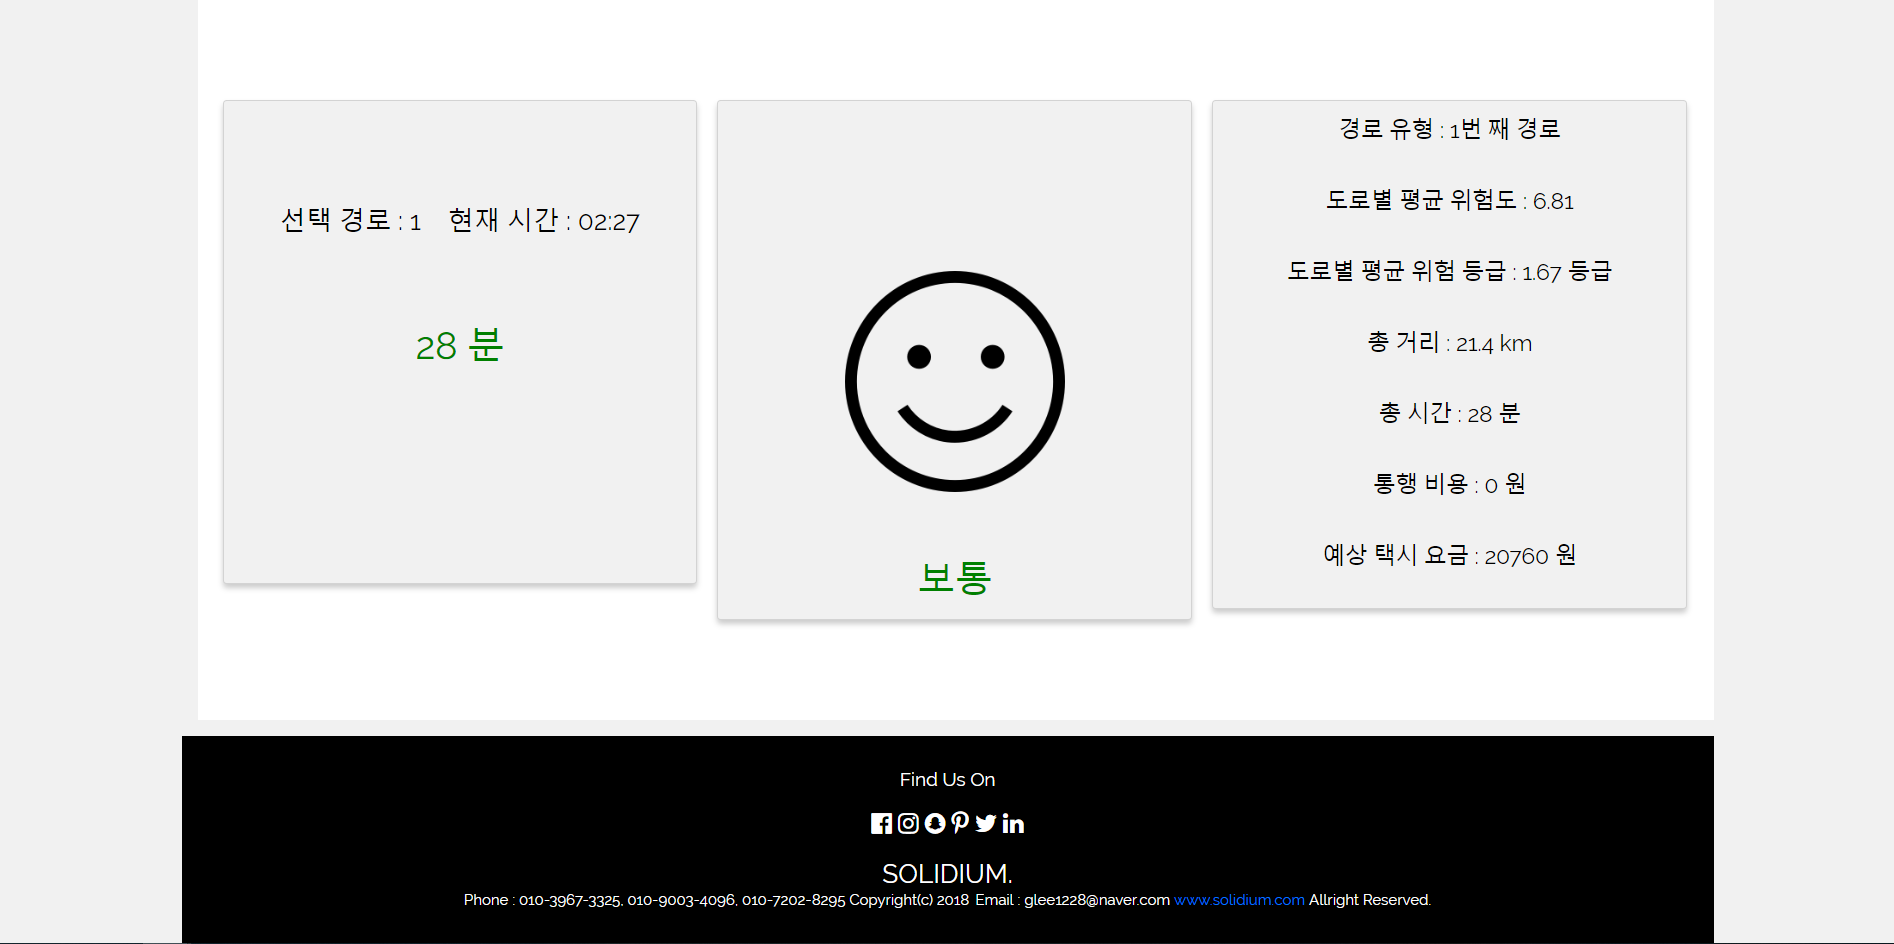 선택 경로 : 1 현재 시간 : 02:27
28 분
보통
경로 유형 : 1번 째 경로
도로별 평균 위험도 : 6.81
도로별 평균 위험 등급 : 1.67 등급
총 거리 : 21.4 km
총 시간 : 28 분
통행 비용 : 0 원
예상 택시 요금 : 20760 원
Find Us On
SOLIDIUM.
Phone : 010-3967-3325, 010-9003-4096, 010-7202-8295 Copyright(c) 2018 Email : glee1228@naver.com www.solidium.com Allright Reserved.